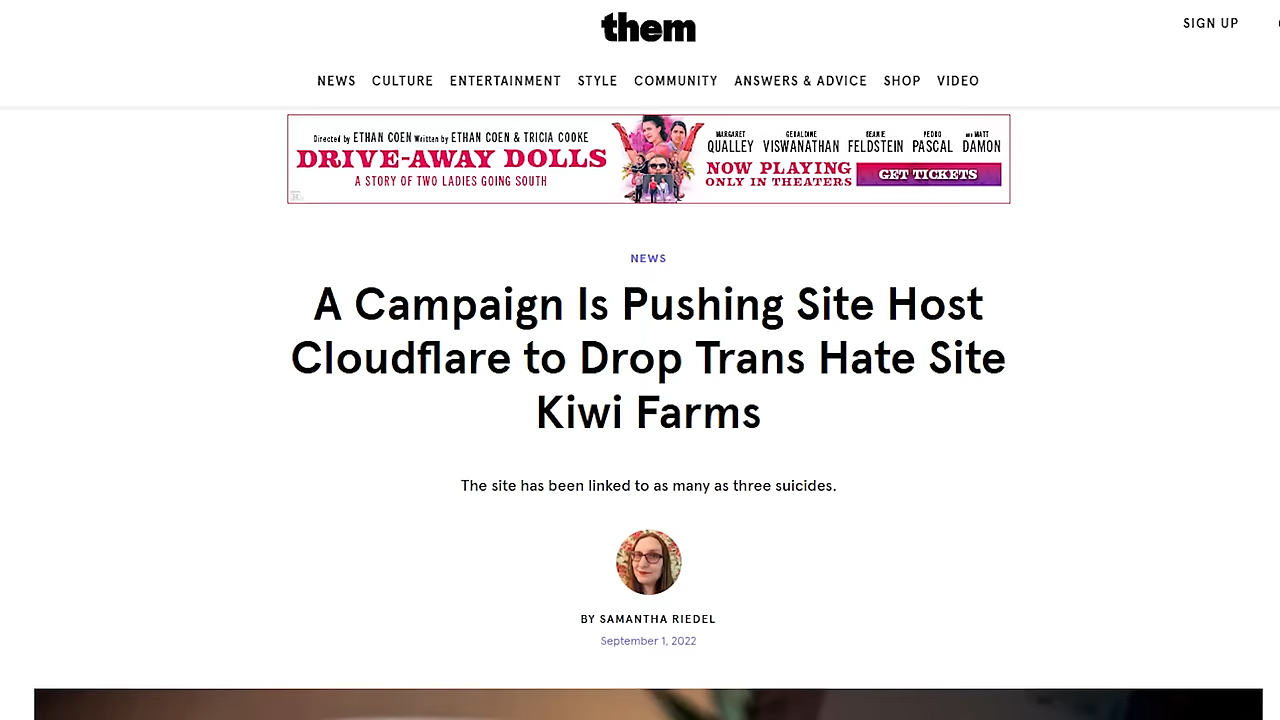 them
SIGN UP
NEWS CULTURE ENTERTAINMENT STYLE COMMUNITY ANSWERS & ADVICE SHOP VIDEO
Directed by ETHAN COEN Written by ETHAN COEN & TRICIA COOKE
DRIVE-AWAY DOLLS
A STORY OF TWO LADIES GOING SOUTH
MARGARET QUALLEY GERALDINE VISWANATHAN BEANIE FELDSTEIN PEDRO PASCAL AND MATT DAMON
NOW PLAYING
ONLY IN THEATERS
GET TICKETS
NEWS
A Campaign Is Pushing Site Host
Cloudflare to Drop Trans Hate Site
Kiwi Farms
The site has been linked to as many as three suicides.
BY SAMANTHA RIEDEL
September 1, 2022